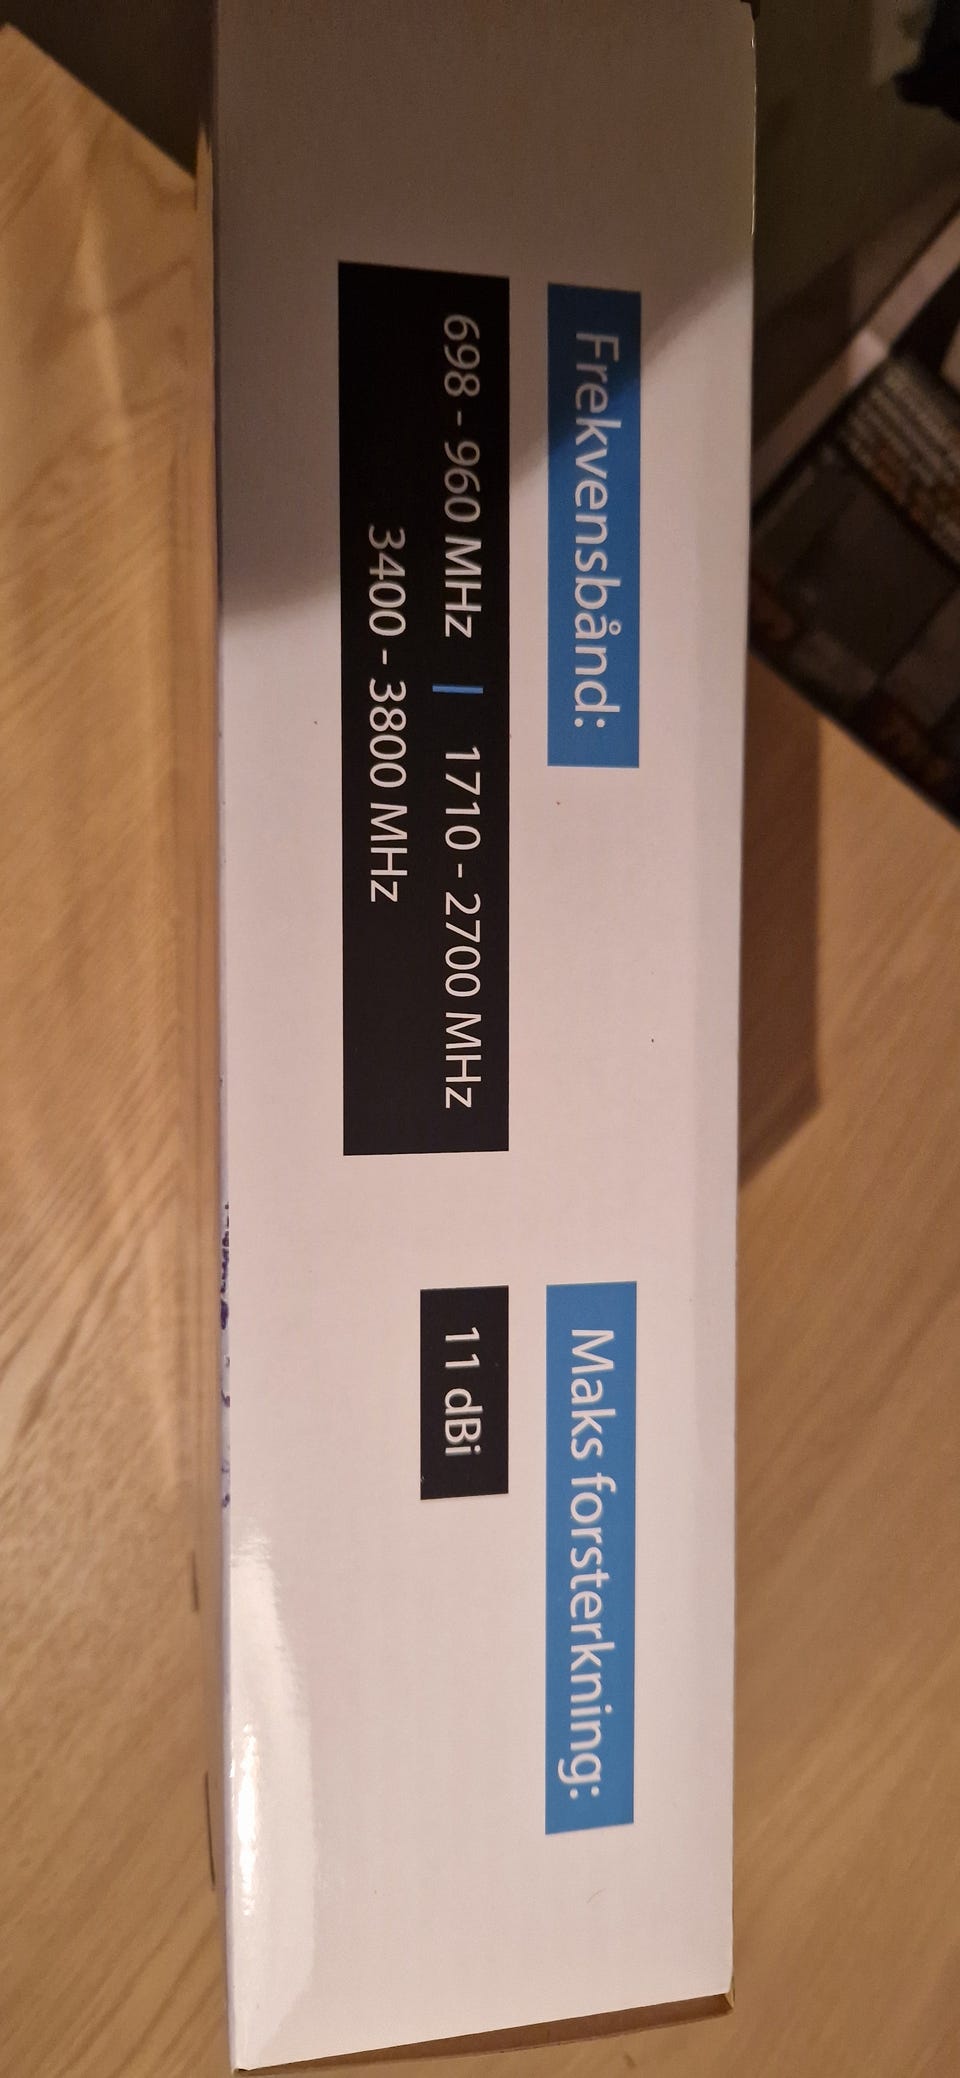 Frekvensbånd:
698 - 960 MHz | 1710 - 2700 MHz
3400 - 3800 MHz
Maks forsterkning:
11 dBi